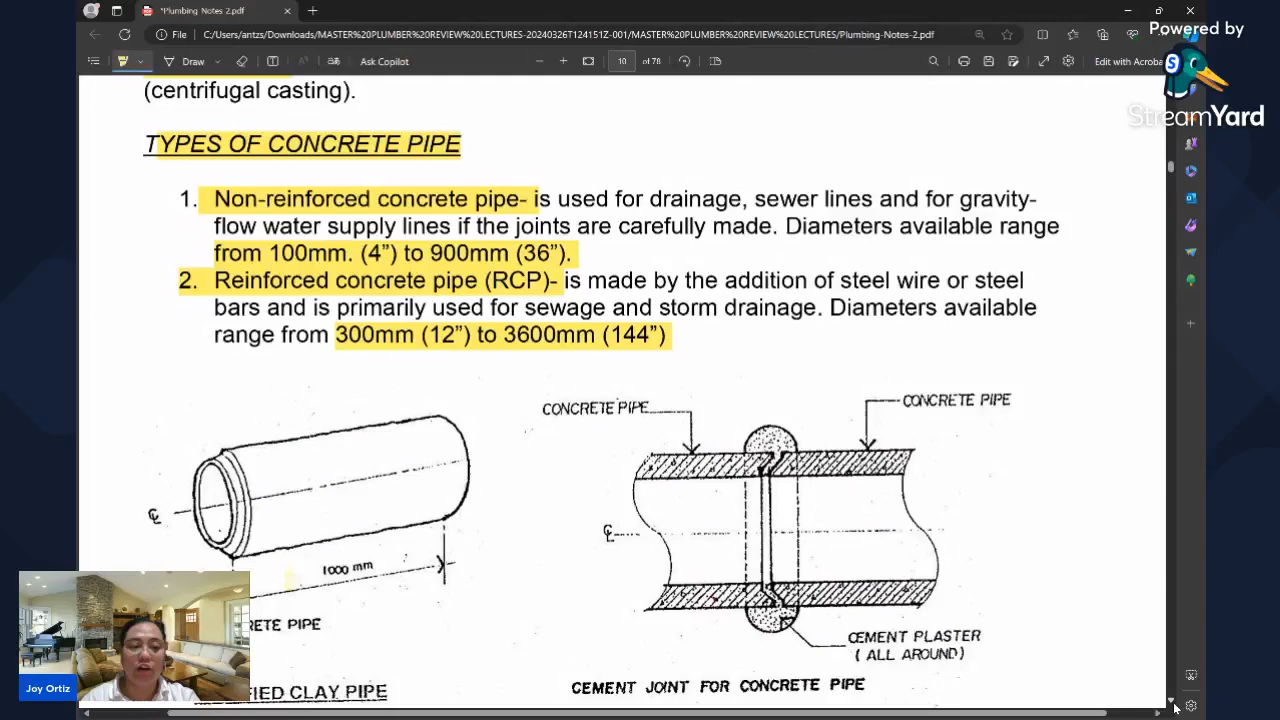 *Plumbing Notes 2.pdf
File
C:/Users/antzs/Downloads/MASTER%20PLUMBER%20REVIEW%20LECTURES-20240326T124151Z-001/MASTER%20PLUMBER%20REVIEW%20LECTURES/Plumbing-Notes-2.pdf
Powered by
StreamYard
Draw
Ask Copilot
10 of 78
Edit with Acroba
(centrifugal casting).
TYPES OF CONCRETE PIPE
1. Non-reinforced concrete pipe- is used for drainage, sewer lines and for gravity-
flow water supply lines if the joints are carefully made. Diameters available range
from 100mm. (4”) to 900mm (36”).
2. Reinforced concrete pipe (RCP)- is made by the addition of steel wire or steel
bars and is primarily used for sewage and storm drainage. Diameters available
range from 300mm (12”) to 3600mm (144”)
CONCRETE PIPE
CONCRETE PIPE
1000 mm
RETE PIPE
CEMENT PLASTER
( ALL AROUND)
CEMENT JOINT FOR CONCRETE PIPE
FIED CLAY PIPE
Joy Ortiz